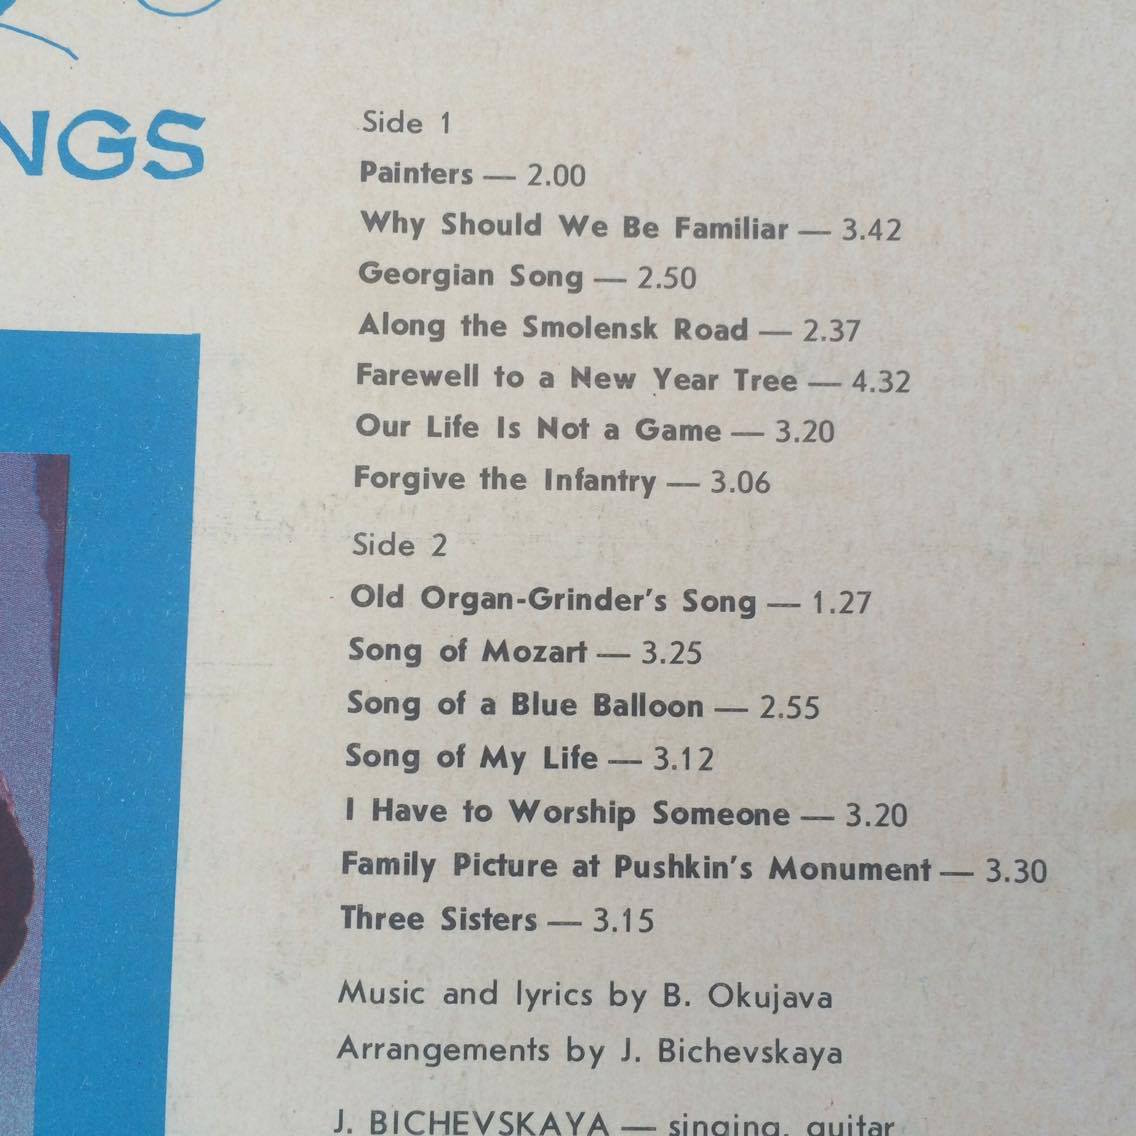 NGS
Side 1
Painters — 2.00
Why Should We Be Familiar — 3.42
Georgian Song — 2.50
Along the Smolensk Road — 2.37
Farewell to a New Year Tree — 4.32
Our Life Is Not a Game — 3.20
Forgive the Infantry — 3.06
Side 2
Old Organ-Grinder's Song — 1.27
Song of Mozart — 3.25
Song of a Blue Balloon — 2.55
Song of My Life — 3.12
I Have to Worship Someone — 3.20
Family Picture at Pushkin's Monument — 3.30
Three Sisters — 3.15
Music and lyrics by B. Okujava
Arrangements by J. Bichevskaya
J. BICHEVSKAYA — singing, guitar